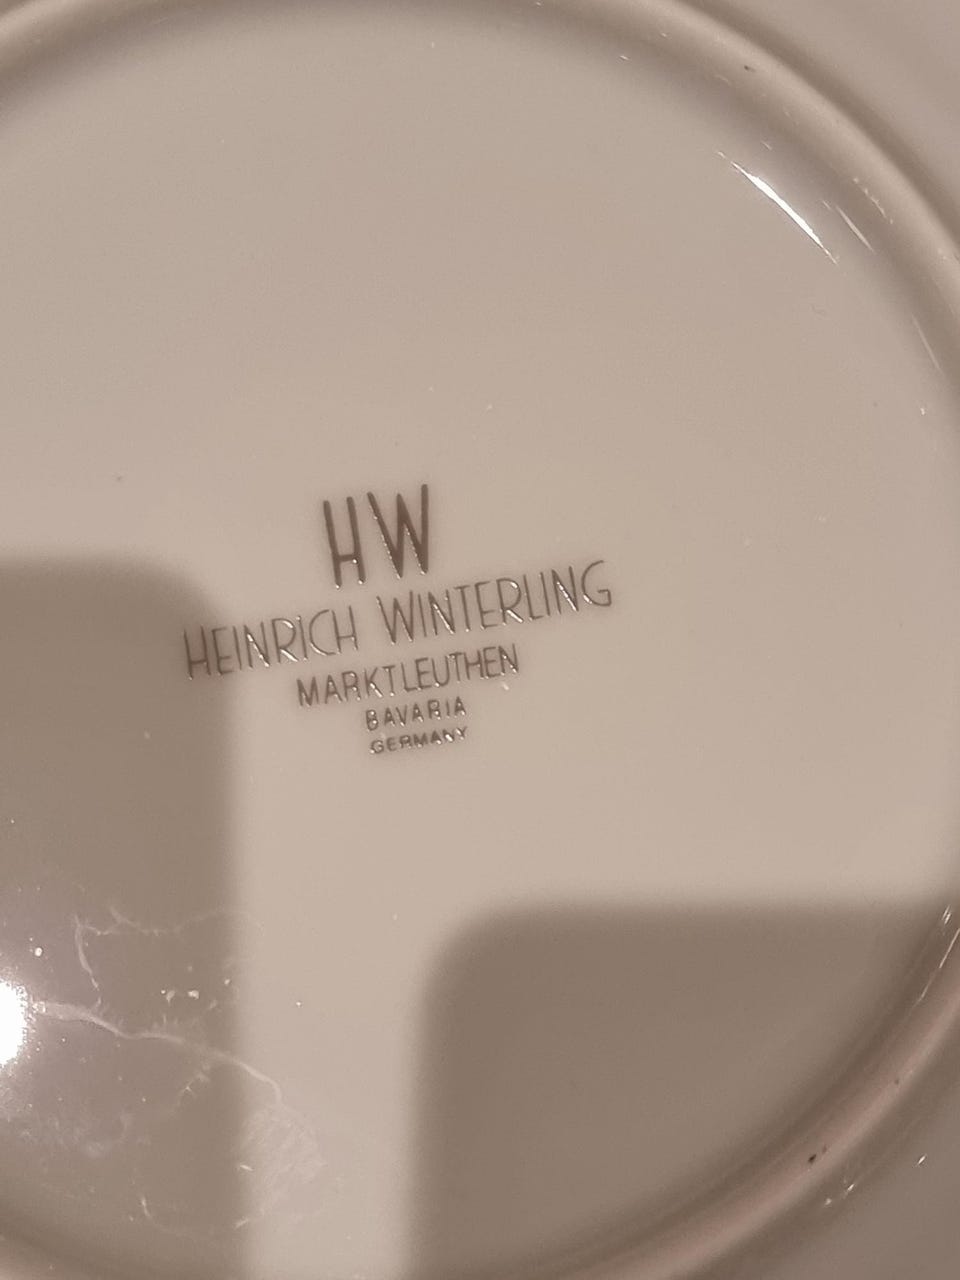 HW
HEINRICH WINTERLING
MARKTLEUTHEN
BAVARIA
GERMANY